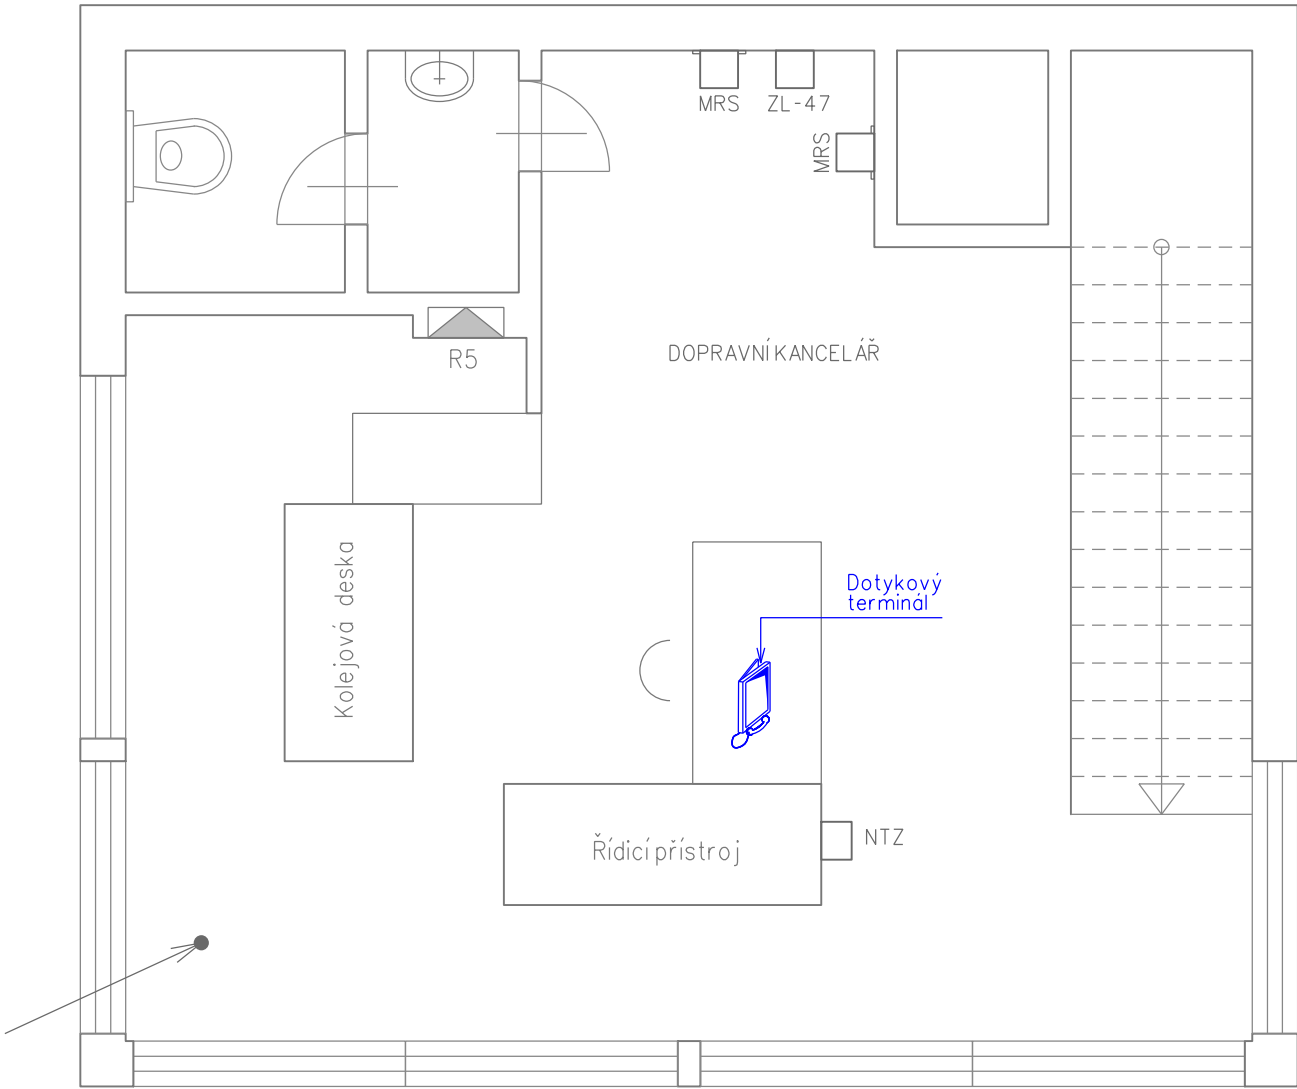 MRS
ZL-47
MRS
DOPRAVNÍ KANCELÁŘ
R5
Kolejová deska
Dotykový
terminál
Řídicí přístroj
NTZ